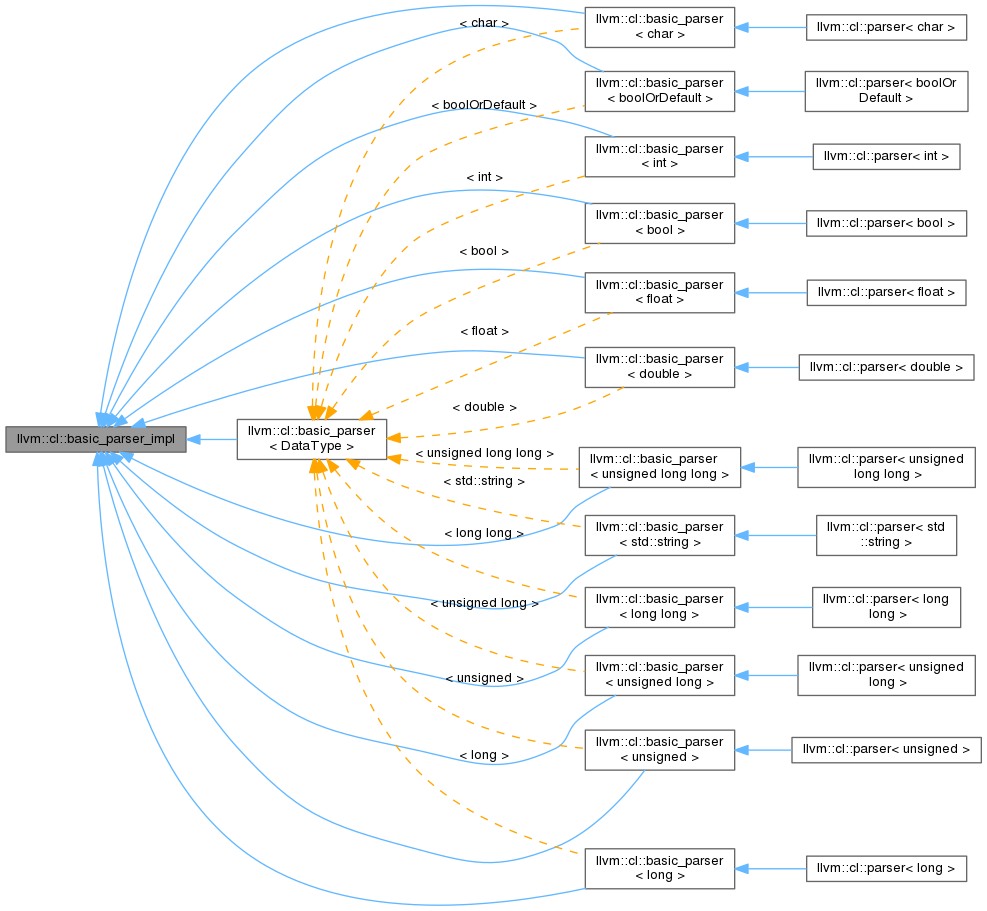 llvm::cl::basic_parser_impl
llvm::cl::basic_parser
< DataType >
< char >
< boolOrDefault >
< int >
< bool >
< float >
< double >
< unsigned long long >
< std::string >
< long long >
< unsigned long >
< unsigned >
< long >
llvm::cl::basic_parser
< char >
llvm::cl::basic_parser
< boolOrDefault >
llvm::cl::basic_parser
< int >
llvm::cl::basic_parser
< bool >
llvm::cl::basic_parser
< float >
llvm::cl::basic_parser
< double >
llvm::cl::basic_parser
< unsigned long long >
llvm::cl::basic_parser
< std::string >
llvm::cl::basic_parser
< long long >
llvm::cl::basic_parser
< unsigned long >
llvm::cl::basic_parser
< unsigned >
llvm::cl::basic_parser
< long >
llvm::cl::parser< char >
llvm::cl::parser< boolOr
Default >
llvm::cl::parser< int >
llvm::cl::parser< bool >
llvm::cl::parser< float >
llvm::cl::parser< double >
llvm::cl::parser< unsigned
long long >
llvm::cl::parser< std
::string >
llvm::cl::parser< long
long >
llvm::cl::parser< unsigned
long >
llvm::cl::parser< unsigned >
llvm::cl::parser< long >